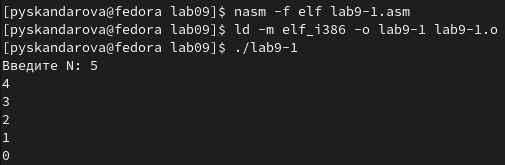 [pyskandarova@fedora lab09]$ nasm -f elf lab9-1.asm
[pyskandarova@fedora lab09]$ ld -m elf_i386 -o lab9-1 lab9-1.o
[pyskandarova@fedora lab09]$ ./lab9-1
Введите N: 5
4
3
2
1
0